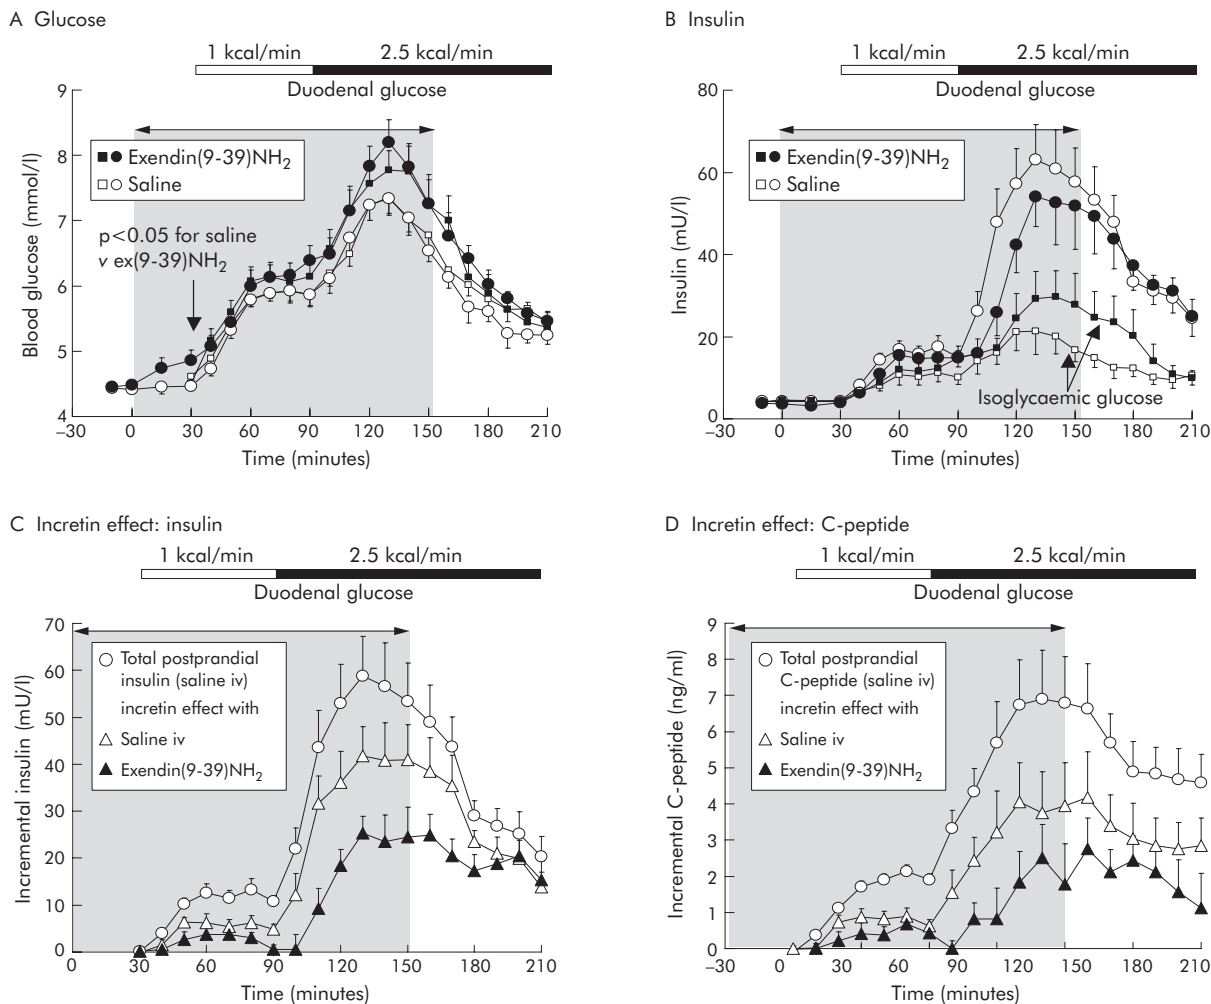 A Glucose
1 kcal/min 2.5 kcal/min
Duodenal glucose
9
8
7
6
5
4
Blood glucose (mmol/l)
Exendin(9-39)NH2
Saline
p<0.05 for saline
v ex(9-39)NH2
–30 0 30 60 90 120 150 180 210
Time (minutes)
B Insulin
1 kcal/min 2.5 kcal/min
Duodenal glucose
80
60
40
20
0
Insulin (mU/l)
Exendin(9-39)NH2
Saline
Isoglycaemic glucose
–30 0 30 60 90 120 150 180 210
Time (minutes)
C Incretin effect: insulin
1 kcal/min 2.5 kcal/min
Duodenal glucose
70
60
50
40
30
20
10
0
Incremental insulin (mU/l)
Total postprandial
insulin (saline iv)
incretin effect with
Saline iv
Exendin(9-39)NH2
0 30 60 90 120 150 180 210
Time (minutes)
D Incretin effect: C-peptide
1 kcal/min 2.5 kcal/min
Duodenal glucose
9
8
7
6
5
4
3
2
1
0
Incremental C-peptide (ng/ml)
Total postprandial
C-peptide (saline iv)
incretin effect with
Saline iv
Exendin(9-39)NH2
–30 0 30 60 90 120 150 180 210
Time (minutes)